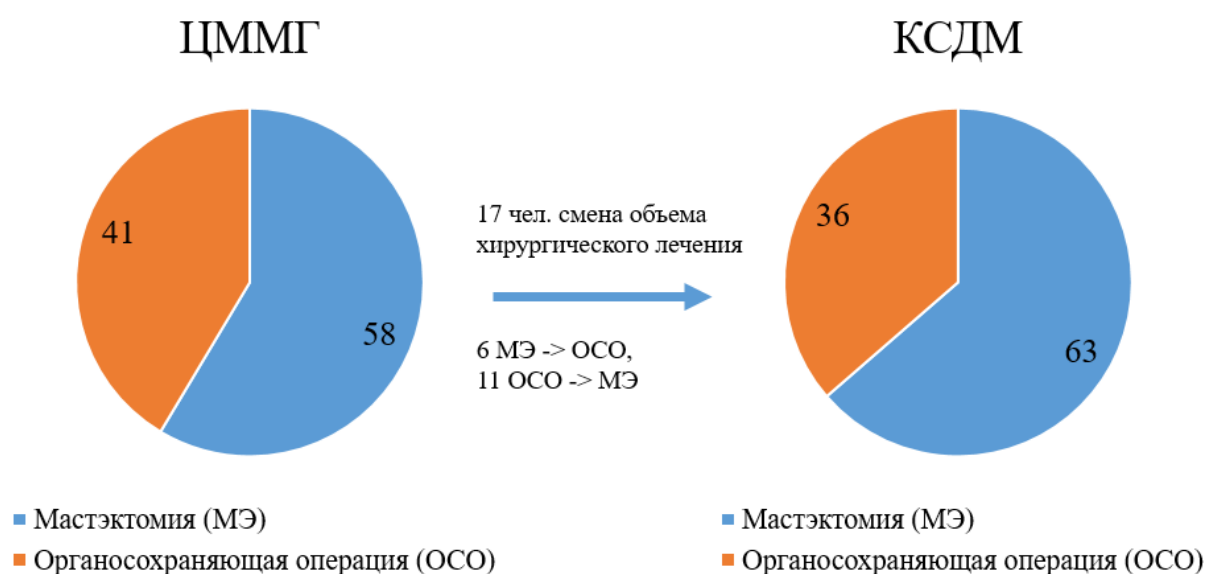 ЦММГ
41
58
Мастэктомия (МЭ)
Органосохраняющая операция (ОСО)
17 чел. смена объема
хирургического лечения
6 МЭ -> ОСО,
11 ОСО -> МЭ
КСДМ
36
63
Мастэктомия (МЭ)
Органосохраняющая операция (ОСО)